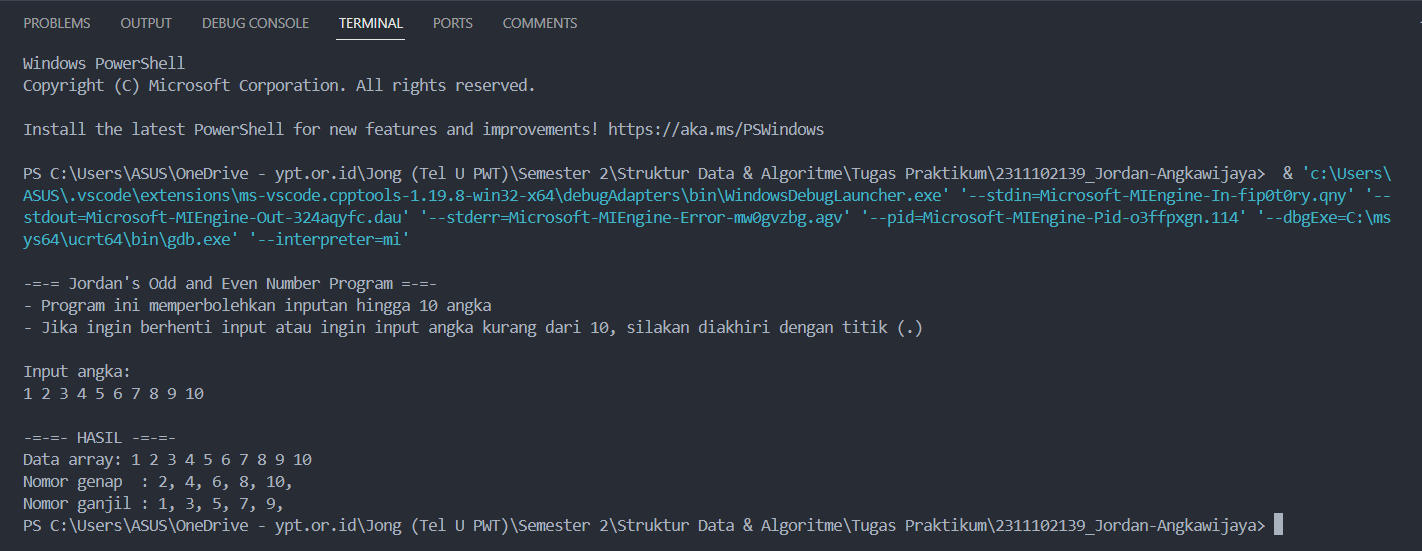 PROBLEMS OUTPUT DEBUG CONSOLE TERMINAL PORTS COMMENTS
Windows PowerShell
Copyright (C) Microsoft Corporation. All rights reserved.
Install the latest PowerShell for new features and improvements! https://aka.ms/PSWindows
PS C:\Users\ASUS\OneDrive - ypt.or.id\Jong (Tel U PWT)\Semester 2\Struktur Data & Algoritme\Tugas Praktikum\2311102139_Jordan-Angkawijaya>  & 'c:\Users\
ASUS\.vscode\extensions\ms-vscode.cpptools-1.19.8-win32-x64\debugAdapters\bin\WindowsDebugLauncher.exe' '--stdin=Microsoft-MIEngine-In-fip0t0ry.qny' '--
stdout=Microsoft-MIEngine-Out-324aqyfc.dau' '--stderr=Microsoft-MIEngine-Error-mw0gvzbg.agv' '--pid=Microsoft-MIEngine-Pid-o3ffpxgn.114' '--dbgExe=C:\ms
ys64\ucrt64\bin\gdb.exe' '--interpreter=mi'
-=-= Jordan's Odd and Even Number Program =-=-
- Program ini memperbolehkan inputan hingga 10 angka
- Jika ingin berhenti input atau ingin input angka kurang dari 10, silakan diakhiri dengan titik (.)
Input angka:
1 2 3 4 5 6 7 8 9 10
-=-=- HASIL -=-=-
Data array: 1 2 3 4 5 6 7 8 9 10
Nomor genap  : 2, 4, 6, 8, 10,
Nomor ganjil : 1, 3, 5, 7, 9,
PS C:\Users\ASUS\OneDrive - ypt.or.id\Jong (Tel U PWT)\Semester 2\Struktur Data & Algoritme\Tugas Praktikum\2311102139_Jordan-Angkawijaya>